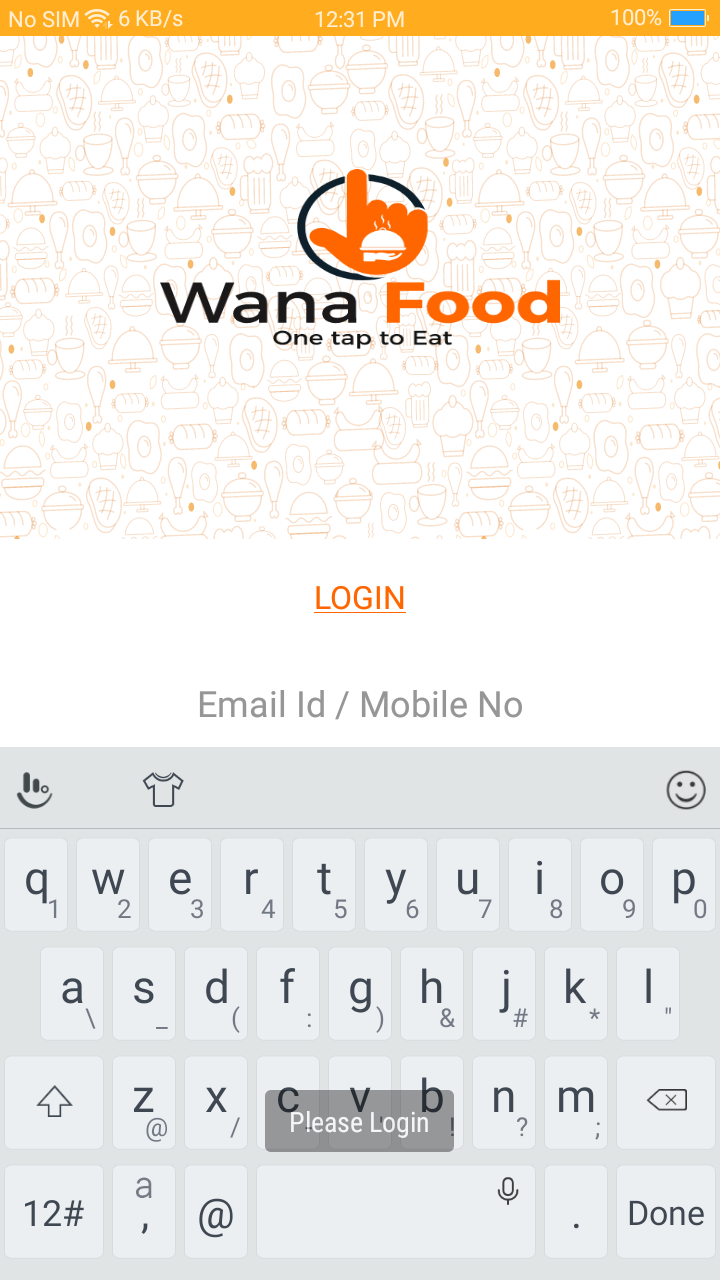 No SIM 6 KB/s 12:31 PM 100%
Wana Food
One tap to Eat
LOGIN
Email Id / Mobile No
q 1 w 2 e 3 r 4 t 5 y 6 u 7 i 8 o 9 p 0
a \ s _ d ( f : g ) h & j # k * l "
z @ x / c v b ! n ? m ;
Please Login
12# a , @ . Done